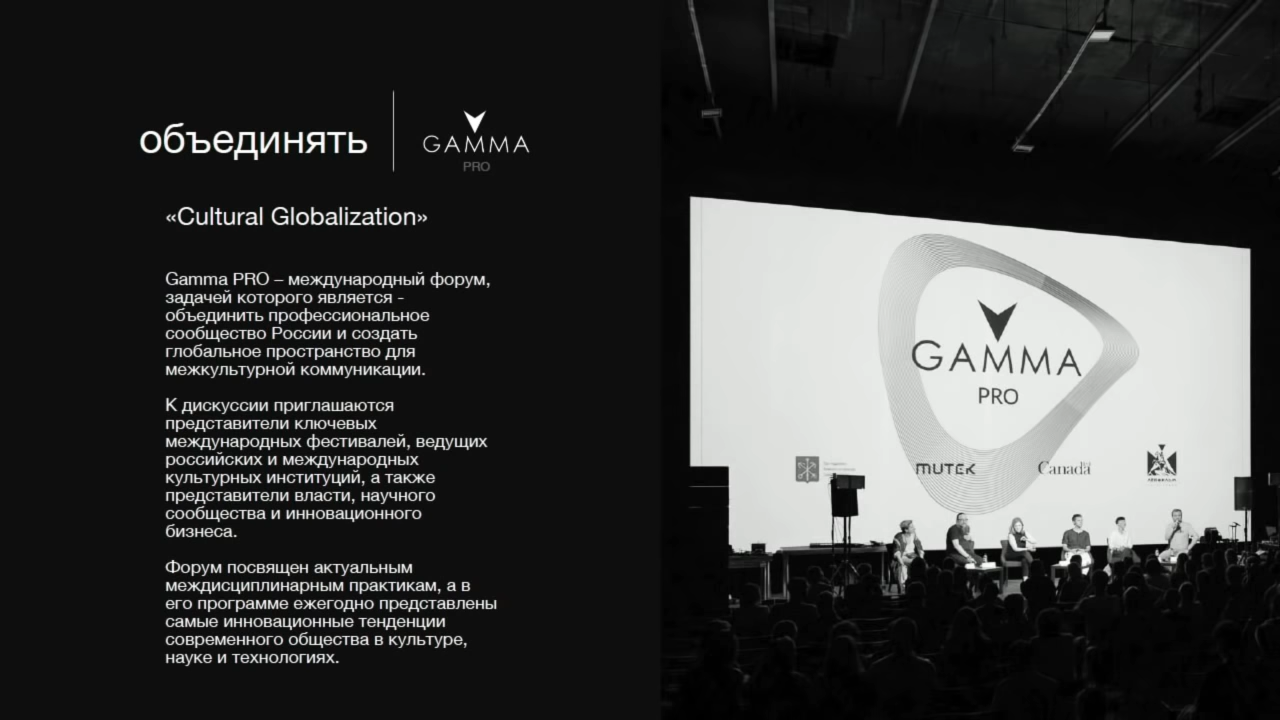 объединять
GAMMA
PRO
«Cultural Globalization»
Gamma PRO – международный форум,
задачей которого является -
объединить профессиональное
сообщество России и создать
глобальное пространство для
межкультурной коммуникации.
К дискуссии приглашаются
представители ключевых
международных фестивалей, ведущих
российских и международных
культурных институций, а также
представители власти, научного
сообщества и инновационного
бизнеса.
Форум посвящен актуальным
междисциплинарным практикам, а в
его программе ежегодно представлены
самые инновационные тенденции
современного общества в культуре,
науке и технологиях.
GAMMA
PRO
MUTEK
Canada